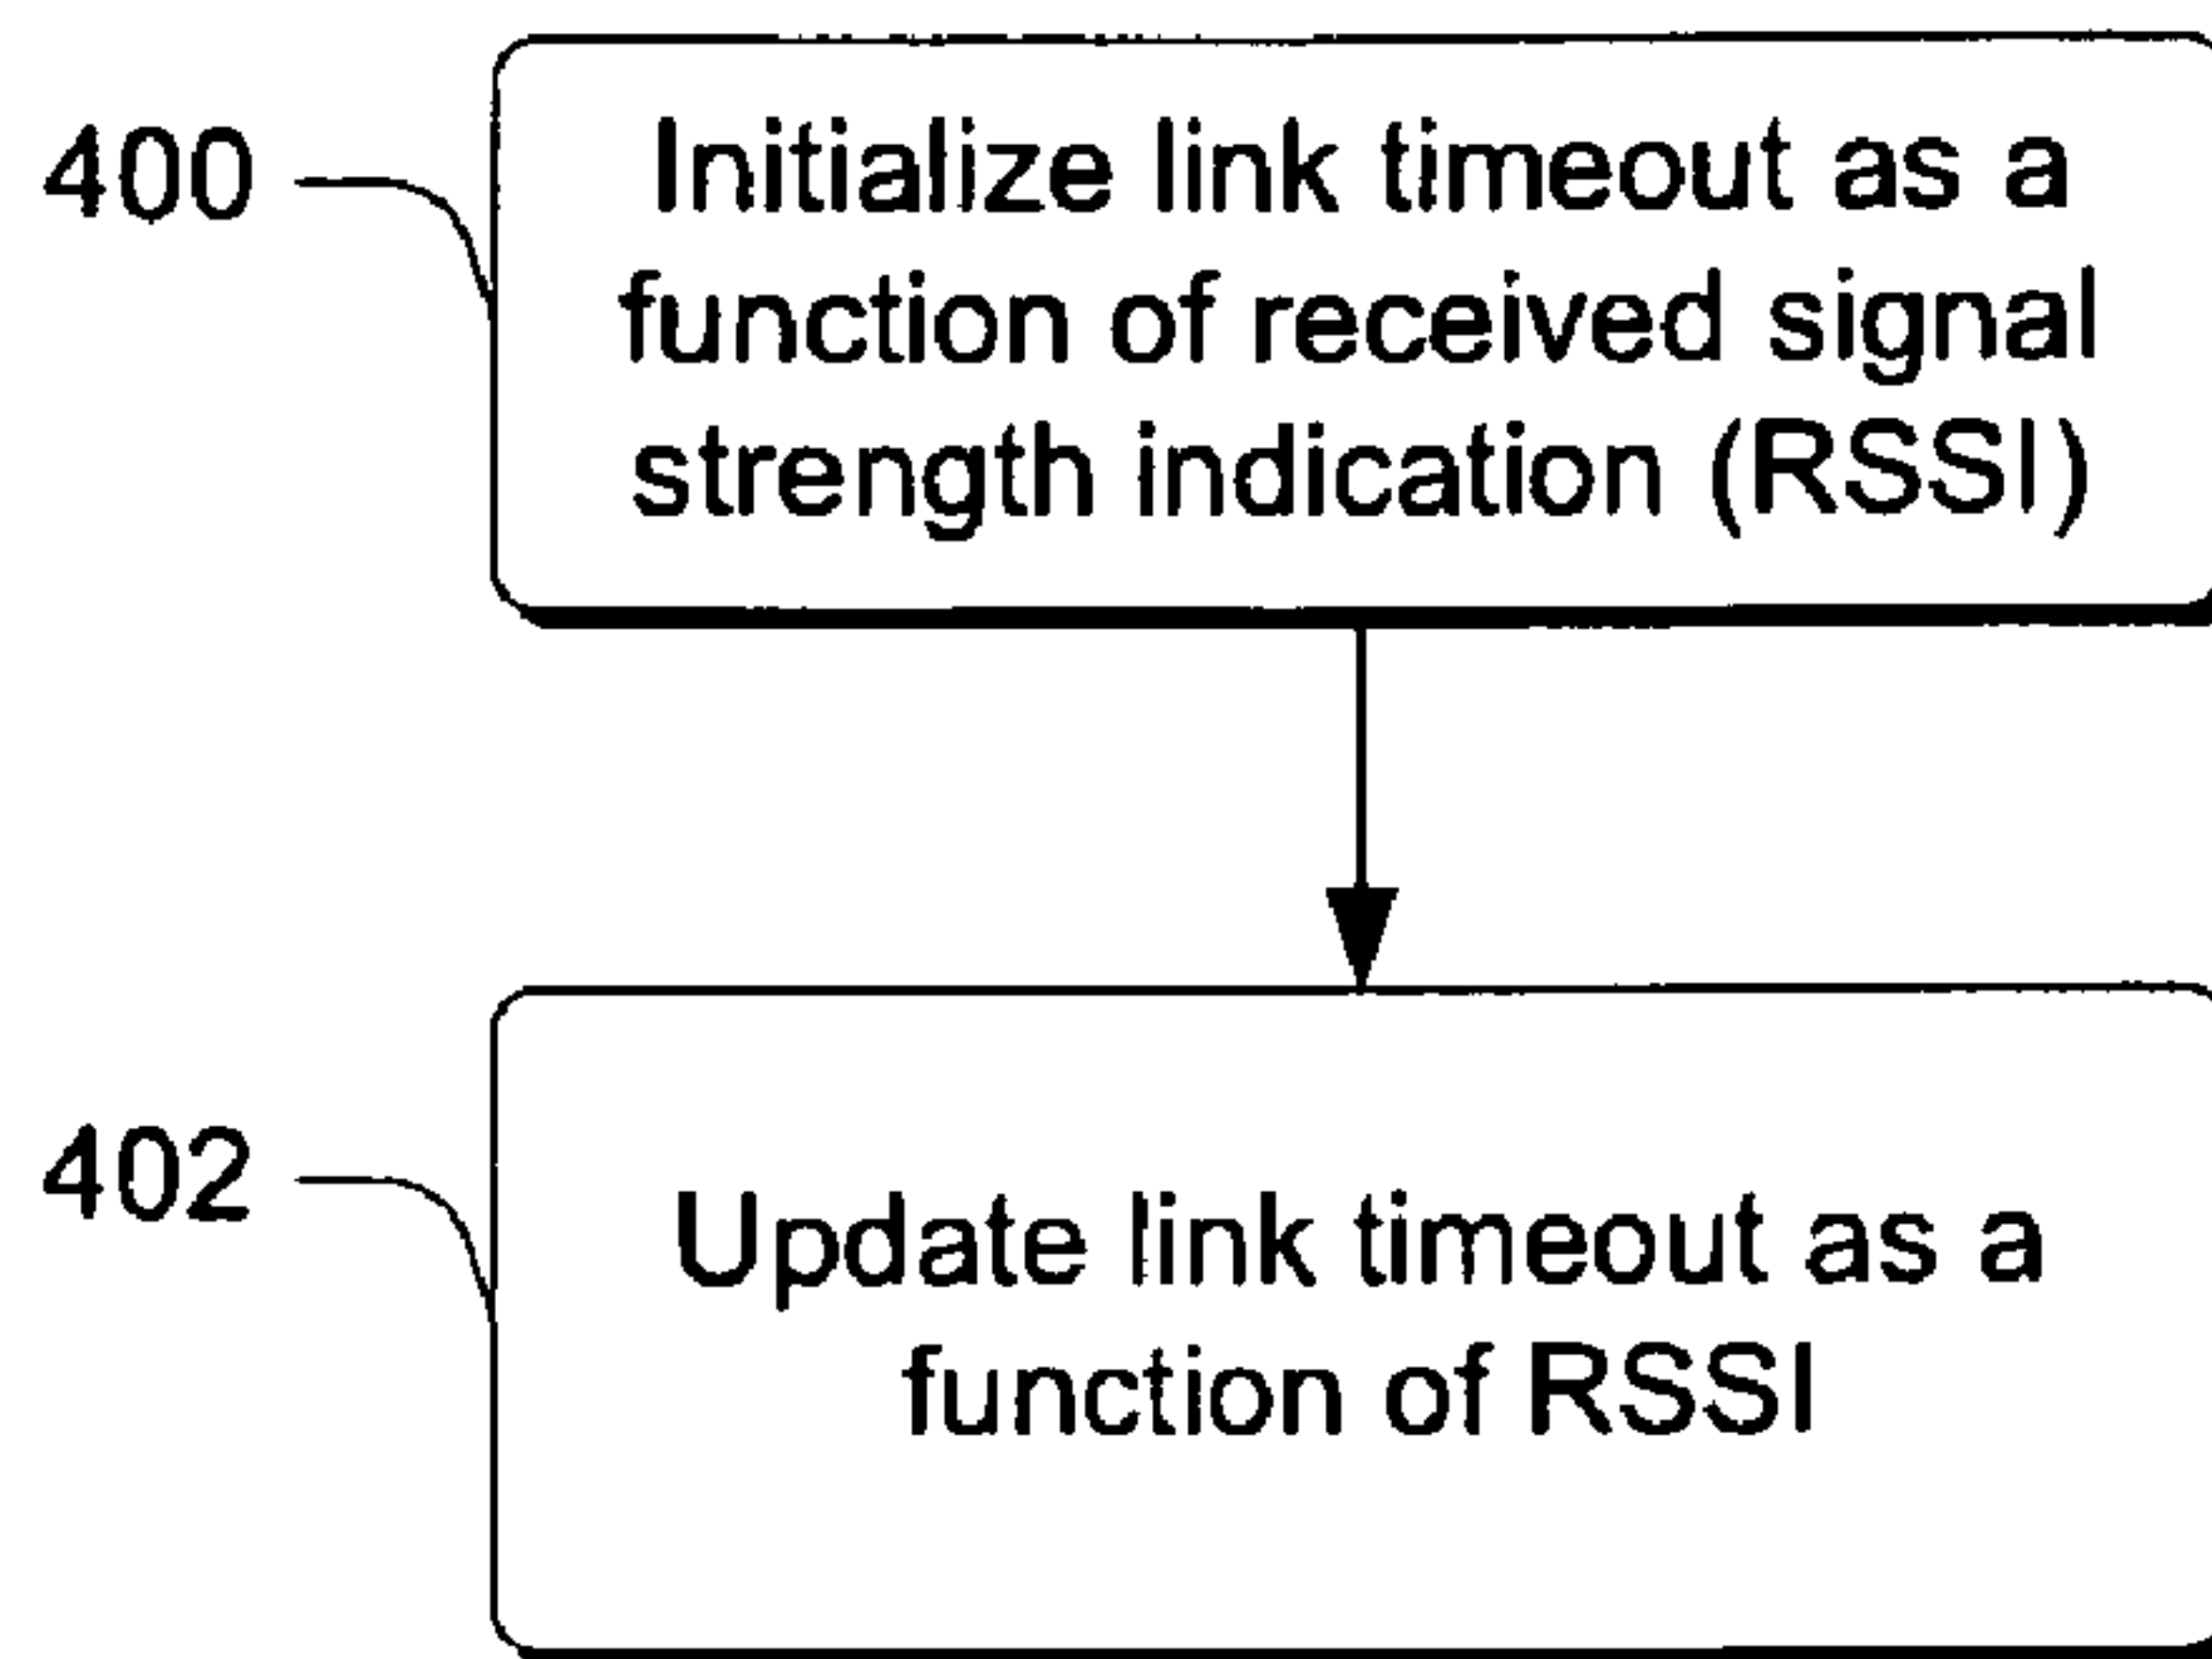 400
Initialize link timeout as a
function of received signal
strength indication (RSSI)
402
Update link timeout as a
function of RSSI